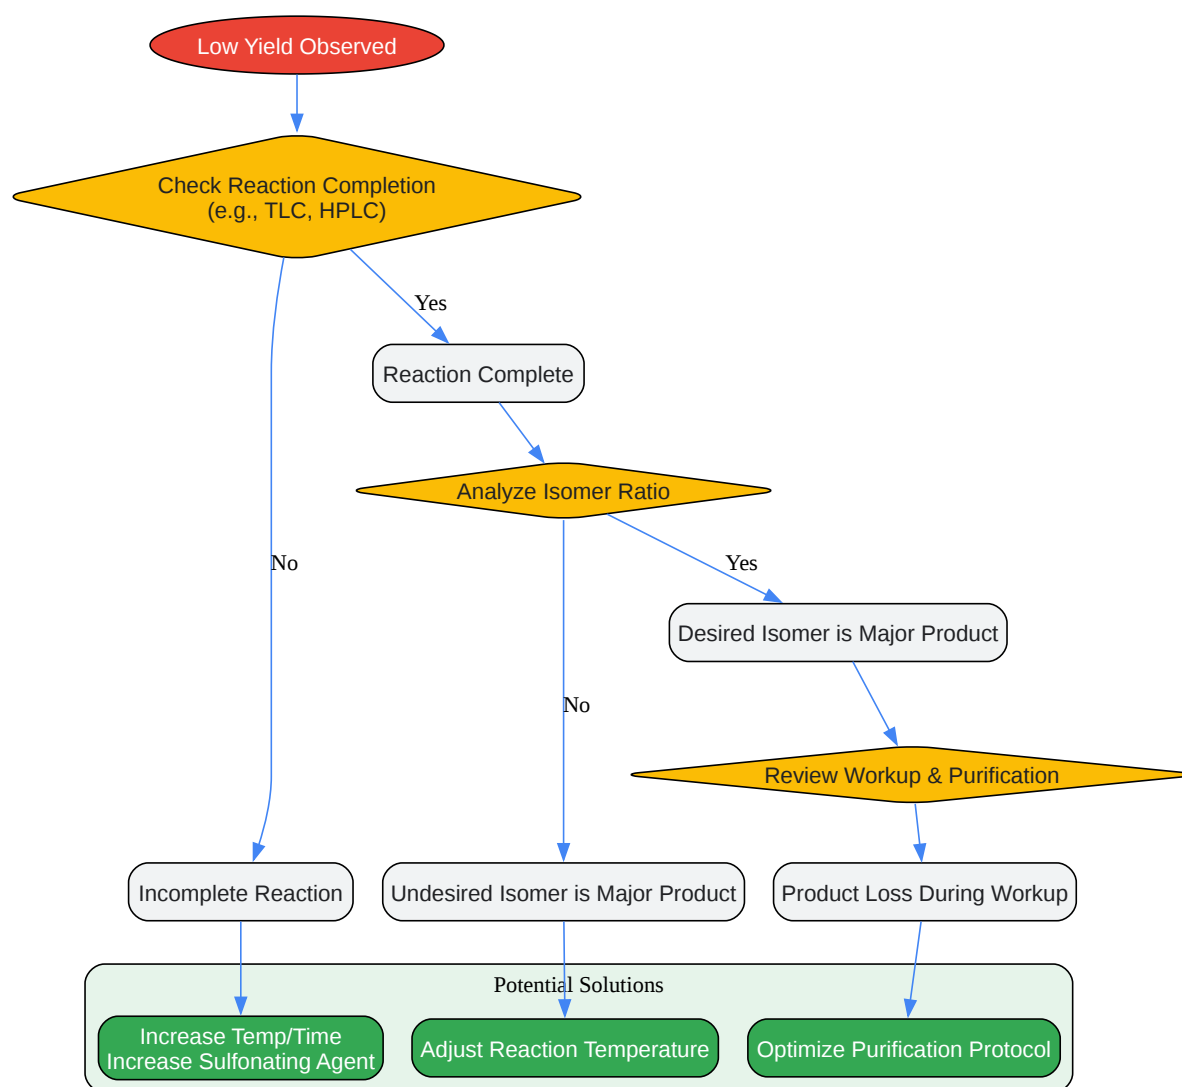 Low Yield Observed
Check Reaction Completion
(e.g., TLC, HPLC)
Yes
Reaction Complete
Analyze Isomer Ratio
No
Yes
Desired Isomer is Major Product
No
Review Workup & Purification
Incomplete Reaction
Undesired Isomer is Major Product
Product Loss During Workup
Potential Solutions
Increase Temp/Time
Increase Sulfonating Agent
Adjust Reaction Temperature
Optimize Purification Protocol